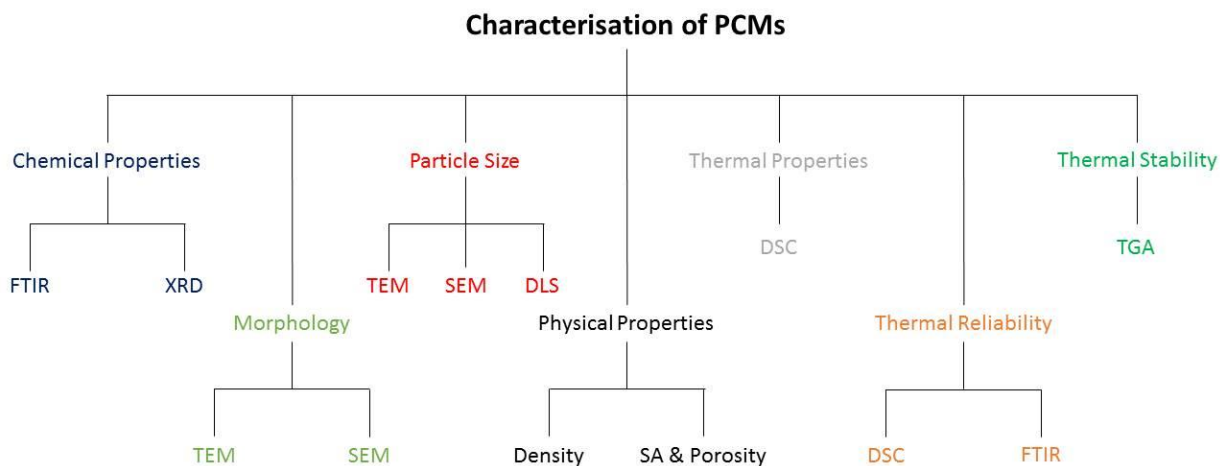 Characterisation of PCMs
Chemical Properties
Particle Size
Thermal Properties
Thermal Stability
DSC
TGA
FTIR
XRD
TEM
SEM
DLS
Morphology
Physical Properties
Thermal Reliability
TEM
SEM
Density
SA & Porosity
DSC
FTIR